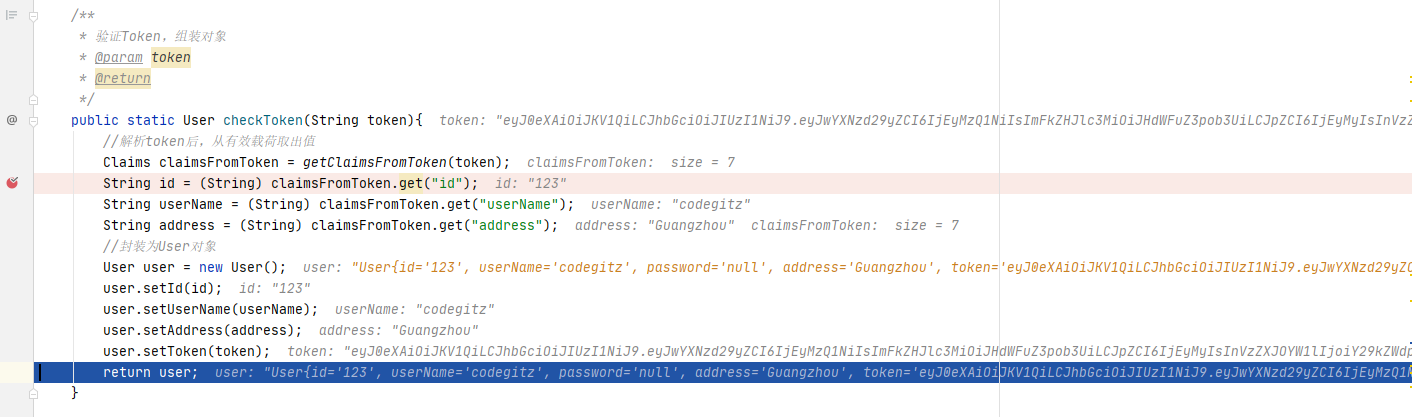 /**
* 验证Token，组装对象
* @param token
* @return
*/
public static User checkToken(String token){ token: "eyJ0eXAiOiJKV1QiLCJhbGciOiJIUzI1NiJ9.eyJwYXNzd29yZCI6IjEyMzQ1NiIsImFkZHJlc3MiOiJHdWFuZ3pob3UiLCJpZCI6IjEyMyIsInVzZ
//解析token后，从有效载荷取出值
Claims claimsFromToken = getClaimsFromToken(token); claimsFromToken: size = 7
String id = (String) claimsFromToken.get("id"); id: "123"
String userName = (String) claimsFromToken.get("userName"); userName: "codegitz"
String address = (String) claimsFromToken.get("address"); address: "Guangzhou" claimsFromToken: size = 7
//封装为User对象
User user = new User(); user: "User{id='123', userName='codegitz', password='null', address='Guangzhou', token='eyJ0eXAiOiJKV1QiLCJhbGciOiJIUzI1NiJ9.eyJwYXNzd29yZC
user.setId(id); id: "123"
user.setUserName(userName); userName: "codegitz"
user.setAddress(address); address: "Guangzhou"
user.setToken(token); token: "eyJ0eXAiOiJKV1QiLCJhbGciOiJIUzI1NiJ9.eyJwYXNzd29yZCI6IjEyMzQ1NiIsImFkZHJlc3MiOiJHdWFuZ3pob3UiLCJpZCI6IjEyMyIsInVzZXJOYW1lIjoiY29kZWdp
return user; user: "User{id='123', userName='codegitz', password='null', address='Guangzhou', token='eyJ0eXAiOiJKV1QiLCJhbGciOiJIUzI1NiJ9.eyJwYXNzd29yZCI6IjEyMzQ1
}